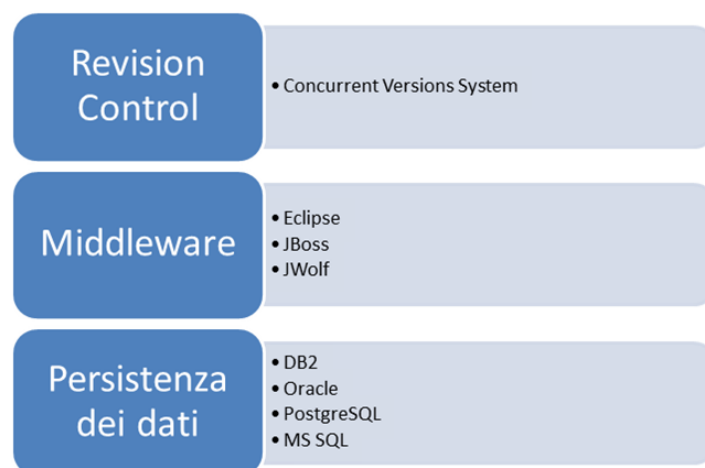 Revision
Control
• Concurrent Versions System
Middleware
• Eclipse
• JBoss
• JWolf
Persistenza
dei dati
• DB2
• Oracle
• PostgreSQL
• MS SQL